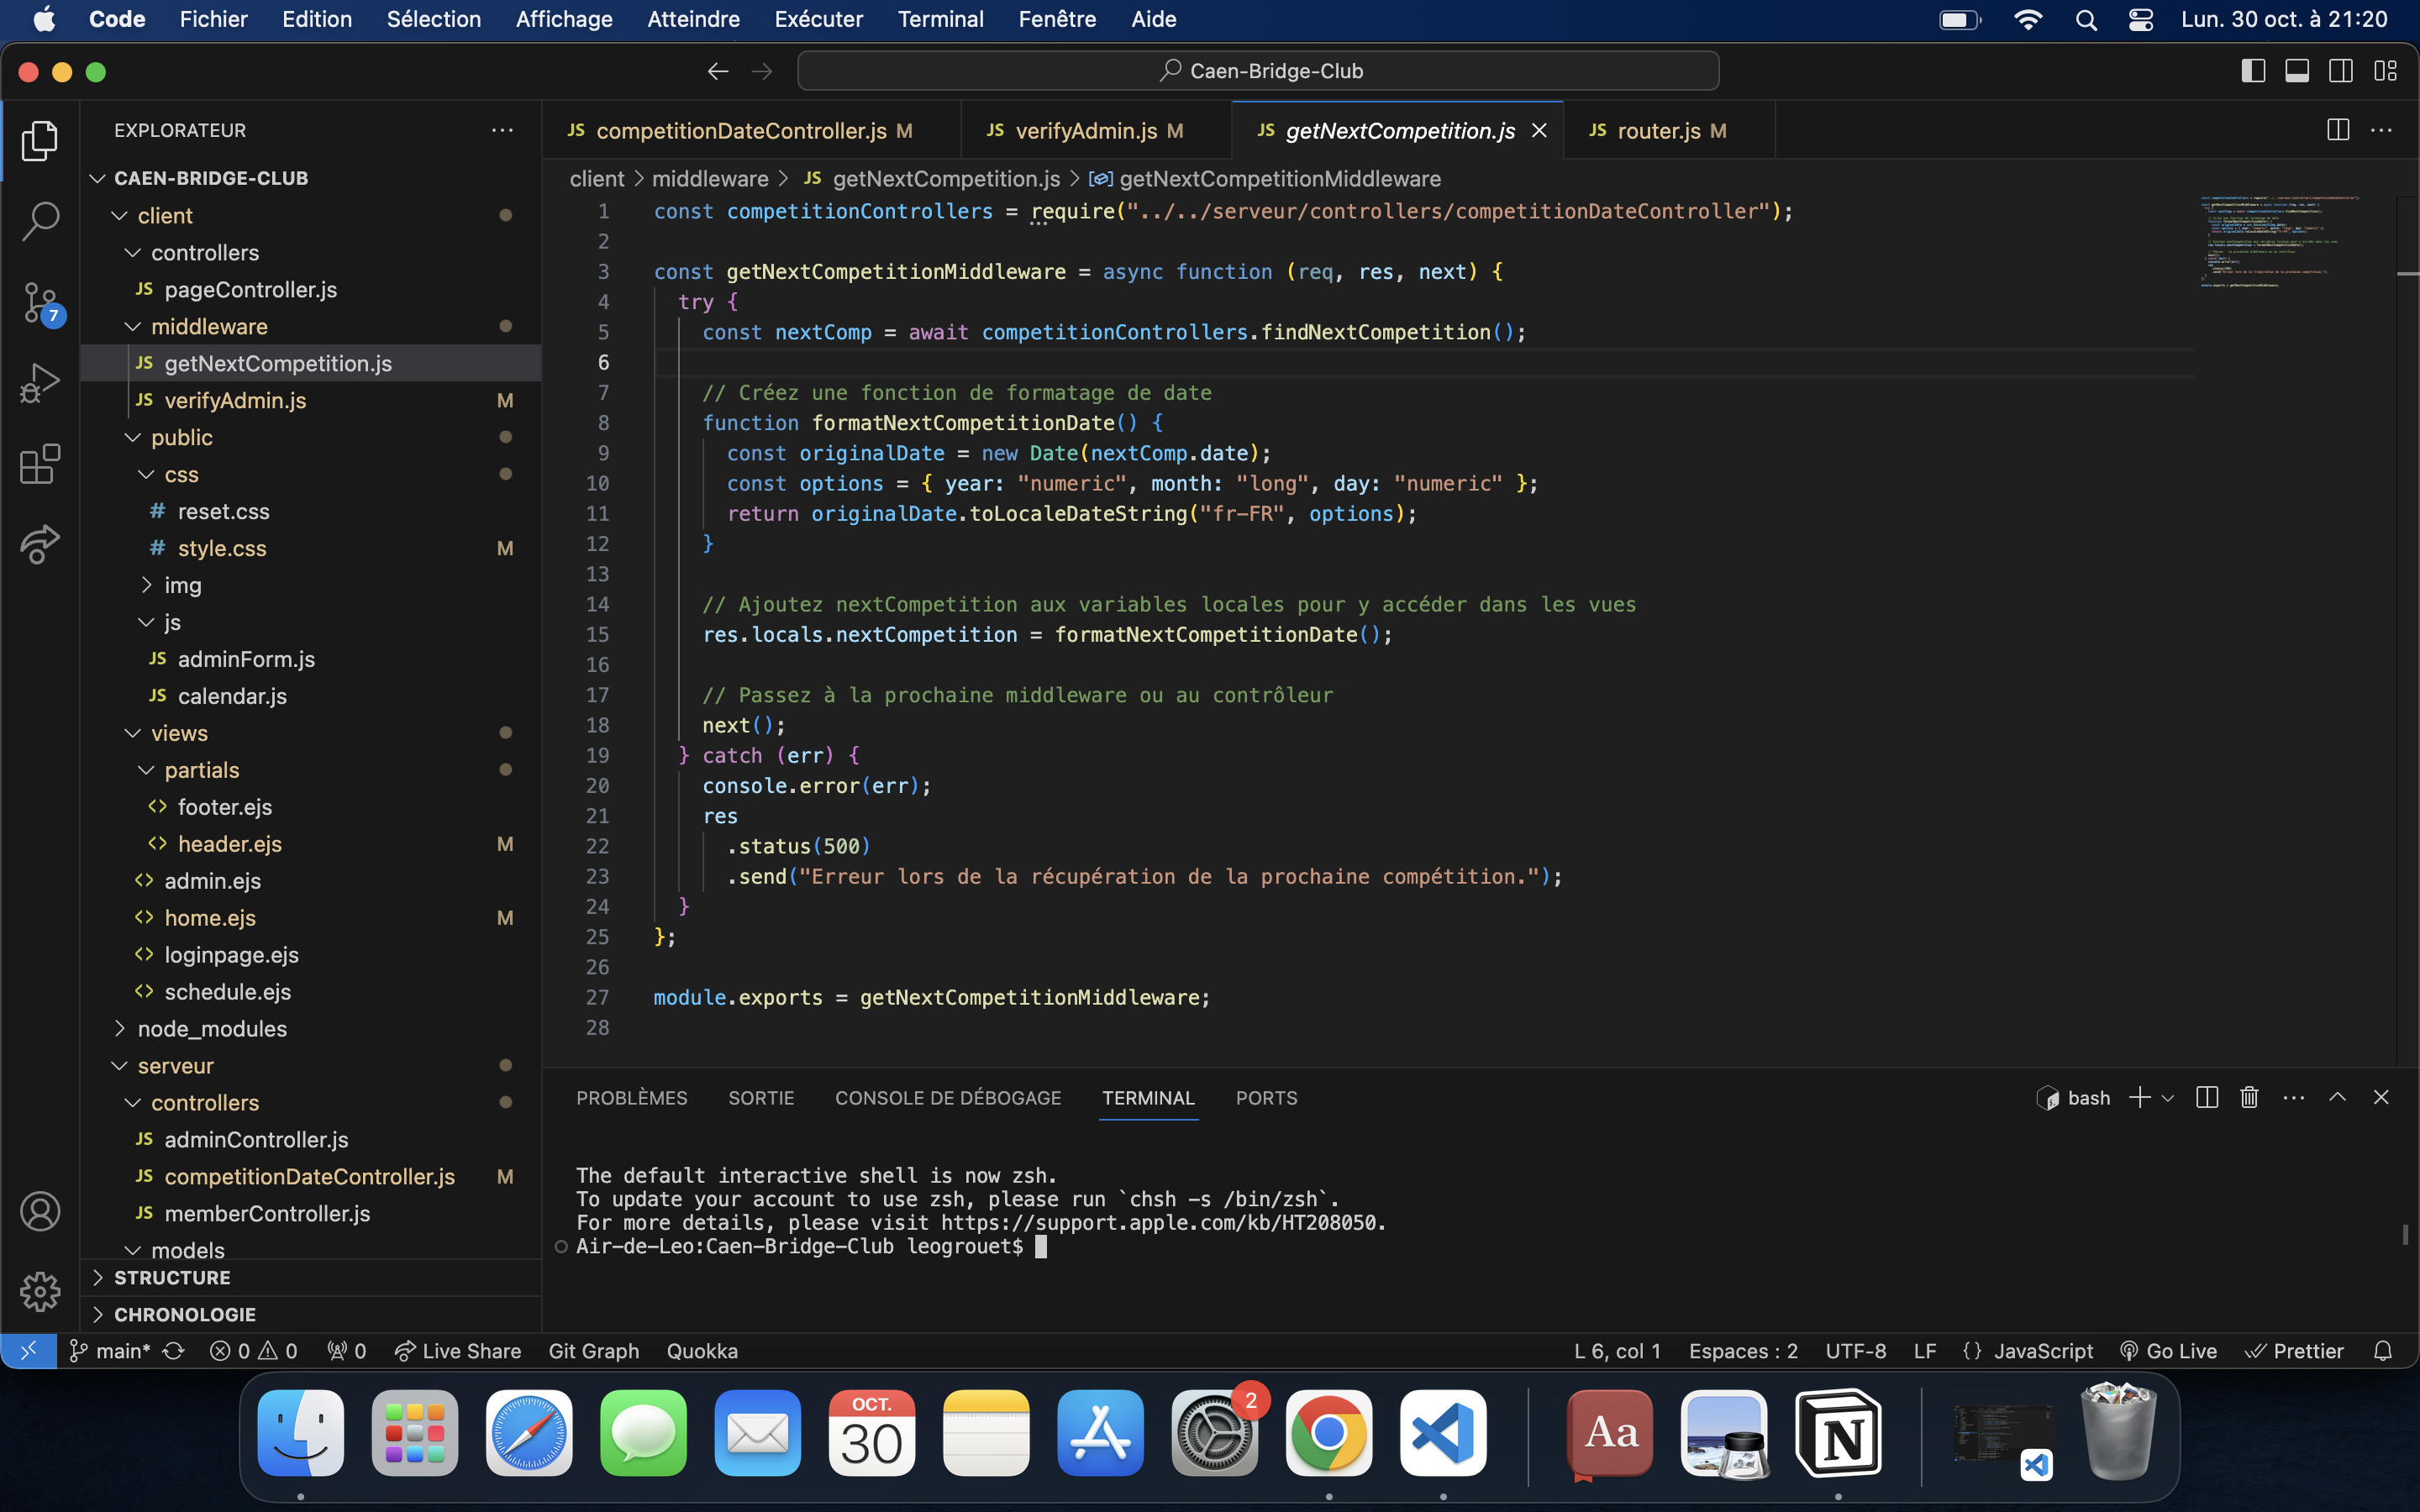 Code Fichier Edition Sélection Affichage Atteindre Exécuter Terminal Fenêtre Aide Lun. 30 oct. à 21:20
Caen-Bridge-Club
EXPLORATEUR
CAEN-BRIDGE-CLUB
client
controllers
JS pageController.js
middleware
JS getNextCompetition.js
JS verifyAdmin.js M
public
css
# reset.css
# style.css M
img
js
JS adminForm.js
JS calendar.js
views
partials
<> footer.ejs
<> header.ejs M
<> admin.ejs
<> home.ejs M
<> loginpage.ejs
<> schedule.ejs
node_modules
serveur
controllers
JS adminController.js
JS competitionDateController.js M
JS memberController.js
models
STRUCTURE
CHRONOLOGIE
7
JS competitionDateController.js M JS verifyAdmin.js M JS getNextCompetition.js JS router.js M
client > middleware > JS getNextCompetition.js > getNextCompetitionMiddleware
1 const competitionControllers = require("../../serveur/controllers/competitionDateController");
2
3 const getNextCompetitionMiddleware = async function (req, res, next) {
4 try {
5 const nextComp = await competitionControllers.findNextCompetition();
6
7 // Créez une fonction de formatage de date
8 function formatNextCompetitionDate() {
9 const originalDate = new Date(nextComp.date);
10 const options = { year: "numeric", month: "long", day: "numeric" };
11 return originalDate.toLocaleDateString("fr-FR", options);
12 }
13
14 // Ajoutez nextCompetition aux variables locales pour y accéder dans les vues
15 res.locals.nextCompetition = formatNextCompetitionDate();
16
17 // Passez à la prochaine middleware ou au contrôleur
18 next();
19 } catch (err) {
20 console.error(err);
21 res
22 .status(500)
23 .send("Erreur lors de la récupération de la prochaine compétition.");
24 }
25 };
26
27 module.exports = getNextCompetitionMiddleware;
28
PROBLÈMES SORTIE CONSOLE DE DÉBOGAGE TERMINAL PORTS bash
The default interactive shell is now zsh.
To update your account to use zsh, please run `chsh -s /bin/zsh`.
For more details, please visit https://support.apple.com/kb/HT208050.
Air-de-Leo:Caen-Bridge-Club leogrouet$
main* 0 0 0 Live Share Git Graph Quokka L 6, col 1 Espaces : 2 UTF-8 LF {} JavaScript Go Live Prettier
OCT.
30
2
Aa
N